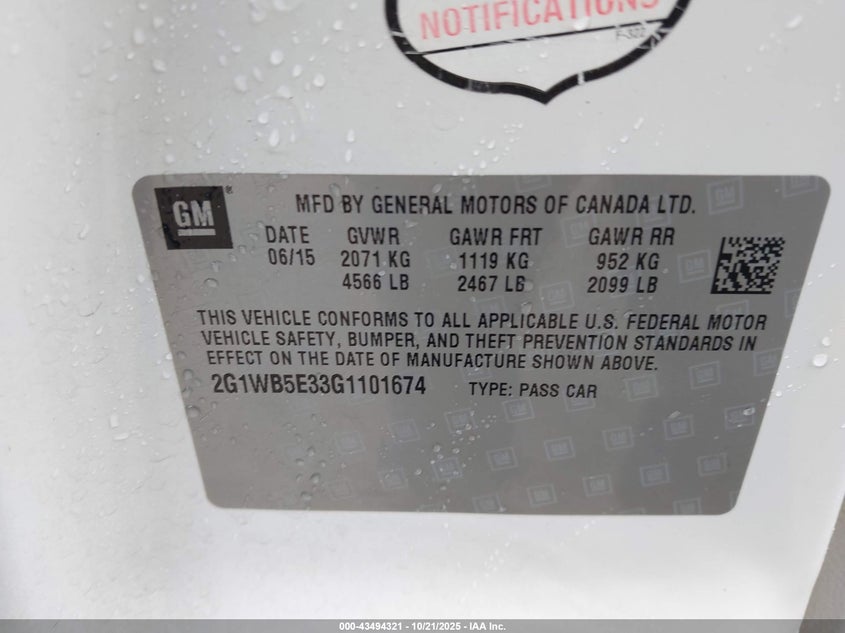 NOTIFICATIONS
F-322
GM®
MFD BY GENERAL MOTORS OF CANADA LTD.
DATE GVWR GAWR FRT GAWR RR
06/15 2071 KG 1119 KG 952 KG
4566 LB 2467 LB 2099 LB
THIS VEHICLE CONFORMS TO ALL APPLICABLE U.S. FEDERAL MOTOR
VEHICLE SAFETY, BUMPER, AND THEFT PREVENTION STANDARDS IN
EFFECT ON THE DATE OF MANUFACTURE SHOWN ABOVE.
2G1WB5E33G1101674 TYPE: PASS CAR
000-43494321 - 10/21/2025 - IAA Inc.